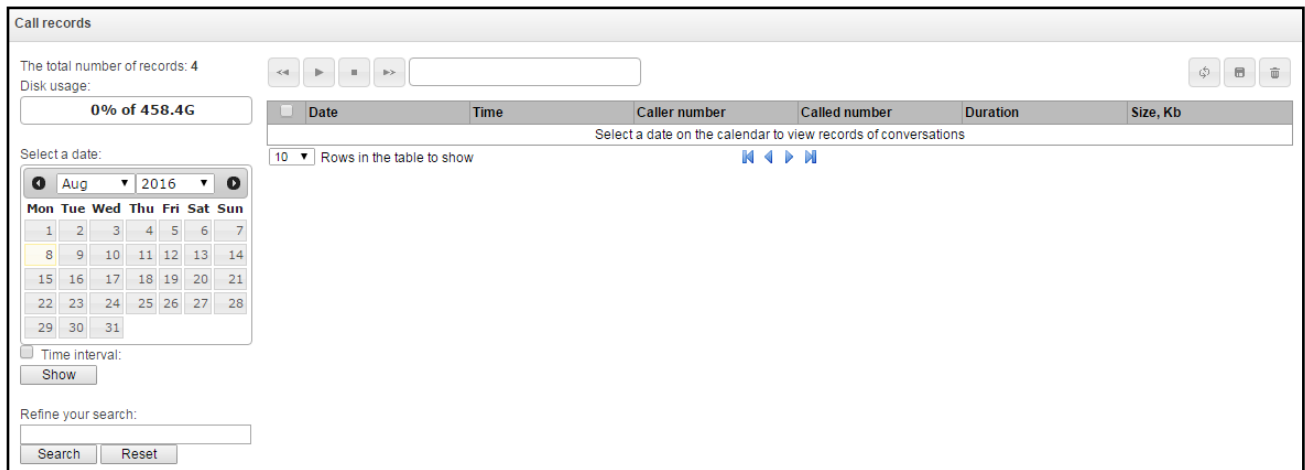 Call records
The total number of records: 4
Disk usage:
0% of 458.4G
Select a date:
Aug 2016
Mon Tue Wed Thu Fri Sat Sun
1 2 3 4 5 6 7
8 9 10 11 12 13 14
15 16 17 18 19 20 21
22 23 24 25 26 27 28
29 30 31
Time interval:
Show
Refine your search:
Search Reset
Date Time Caller number Called number Duration Size, Kb
Select a date on the calendar to view records of conversations
10 Rows in the table to show